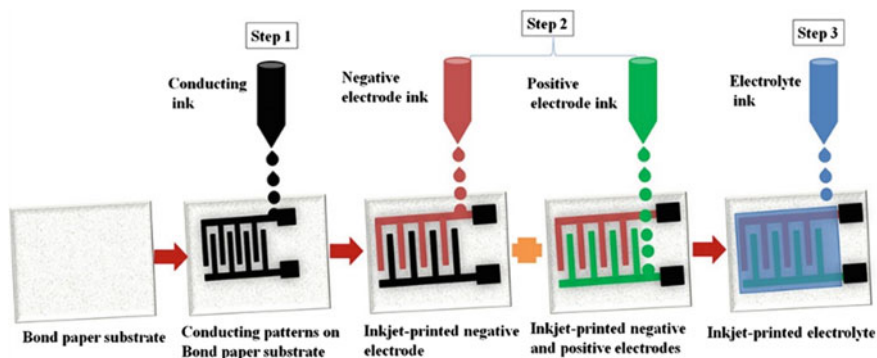 Step 1
Step 2
Step 3
Conducting
ink
Negative
electrode ink
Positive
electrode ink
Electrolyte
ink
Bond paper substrate
Conducting patterns on
Bond paper substrate
Inkjet-printed negative
electrode
Inkjet-printed negative
and positive electrodes
Inkjet-printed electrolyte